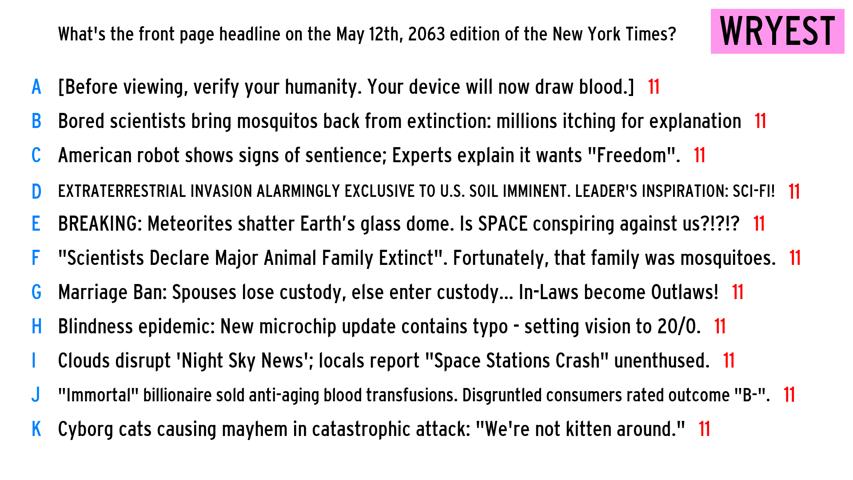 What's the front page headline on the May 12th, 2063 edition of the New York Times?
WRYEST
A [Before viewing, verify your humanity. Your device will now draw blood.] 11
B Bored scientists bring mosquitos back from extinction: millions itching for explanation 11
C American robot shows signs of sentience; Experts explain it wants "Freedom". 11
D EXTRATERRESTRIAL INVASION ALARMINGLY EXCLUSIVE TO U.S. SOIL IMMINENT. LEADER'S INSPIRATION: SCI-FI! 11
E BREAKING: Meteorites shatter Earth’s glass dome. Is SPACE conspiring against us?!?!? 11
F "Scientists Declare Major Animal Family Extinct". Fortunately, that family was mosquitoes. 11
G Marriage Ban: Spouses lose custody, else enter custody... In-Laws become Outlaws! 11
H Blindness epidemic: New microchip update contains typo - setting vision to 20/0. 11
I Clouds disrupt 'Night Sky News'; locals report "Space Stations Crash" unenthused. 11
J "Immortal" billionaire sold anti-aging blood transfusions. Disgruntled consumers rated outcome "B-". 11
K Cyborg cats causing mayhem in catastrophic attack: "We're not kitten around." 11